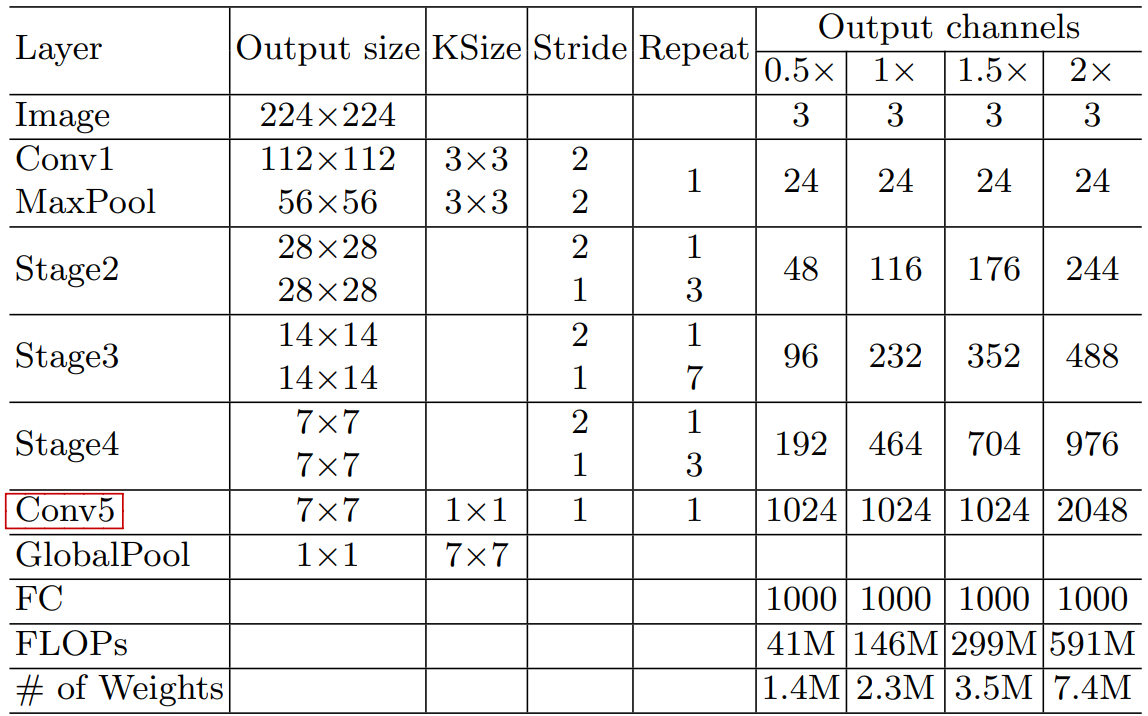 Layer Output size KSize Stride Repeat Output channels
0.5× 1× 1.5× 2×
Image 224×224 3 3 3 3
Conv1 112×112 3×3 2 1 24 24 24 24
MaxPool 56×56 3×3 2
Stage2 28×28 2 1 48 116 176 244
28×28 1 3
Stage3 14×14 2 1 96 232 352 488
14×14 1 7
Stage4 7×7 2 1 192 464 704 976
7×7 1 3
Conv5 7×7 1×1 1 1 1024 1024 1024 2048
GlobalPool 1×1 7×7
FC 1000 1000 1000 1000
FLOPs 41M 146M 299M 591M
# of Weights 1.4M 2.3M 3.5M 7.4M